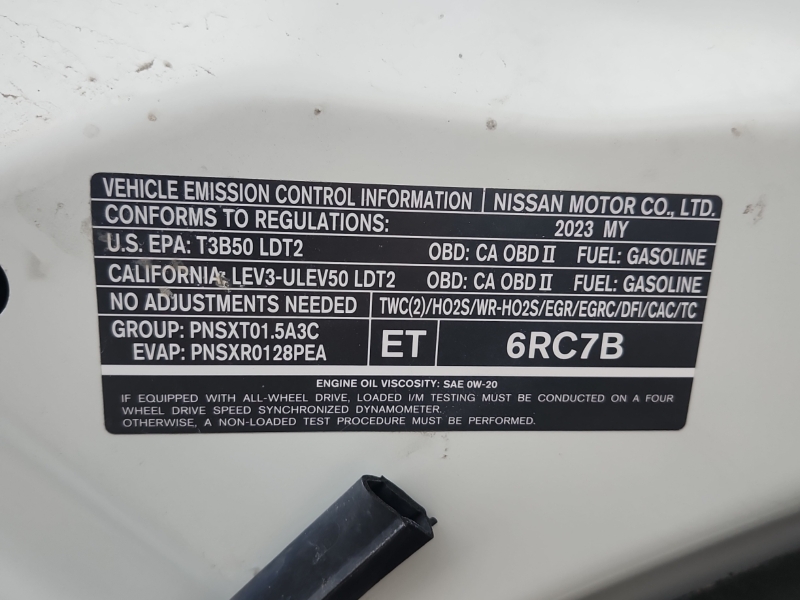 VEHICLE EMISSION CONTROL INFORMATION NISSAN MOTOR CO., LTD.
CONFORMS TO REGULATIONS: 2023 MY
U.S. EPA: T3B50 LDT2 OBD: CA OBD II FUEL: GASOLINE
CALIFORNIA: LEV3-ULEV50 LDT2 OBD: CA OBD II FUEL: GASOLINE
NO ADJUSTMENTS NEEDED TWC(2)/HO2S/WR-HO2S/EGR/EGRC/DFI/CAC/TC
GROUP: PNSXT01.5A3C
EVAP: PNSXR0128PEA
ET 6RC7B
ENGINE OIL VISCOSITY: SAE 0W-20
IF EQUIPPED WITH ALL-WHEEL DRIVE, LOADED I/M TESTING MUST BE CONDUCTED ON A FOUR
WHEEL DRIVE SPEED SYNCHRONIZED DYNAMOMETER.
OTHERWISE, A NON-LOADED TEST PROCEDURE MUST BE PERFORMED.